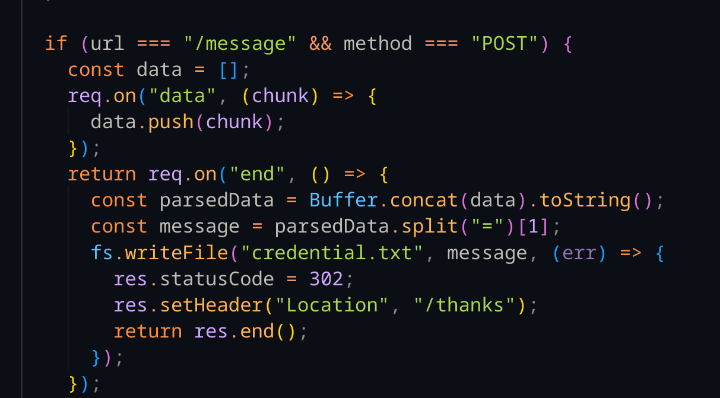 if (url === "/message" && method === "POST") {
const data = [];
req.on("data", (chunk) => {
data.push(chunk);
});
return req.on("end", () => {
const parsedData = Buffer.concat(data).toString();
const message = parsedData.split("=")[1];
fs.writeFile("credential.txt", message, (err) => {
res.statusCode = 302;
res.setHeader("Location", "/thanks");
return res.end();
});
});